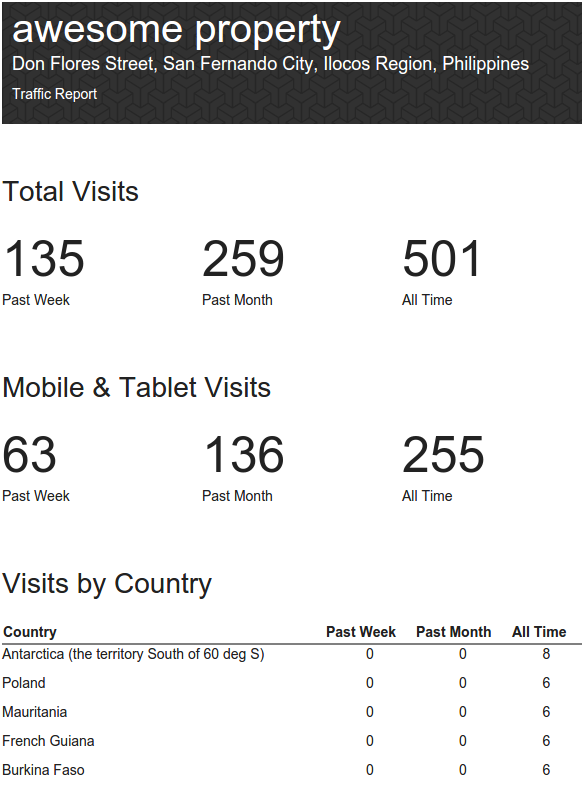 awesome property
Don Flores Street, San Fernando City, Ilocos Region, Philippines
Traffic Report
Total Visits
135 259 501
Past Week Past Month All Time
Mobile & Tablet Visits
63 136 255
Past Week Past Month All Time
Visits by Country
Country Past Week Past Month All Time
Antarctica (the territory South of 60 deg S) 0 0 8
Poland 0 0 6
Mauritania 0 0 6
French Guiana 0 0 6
Burkina Faso 0 0 6